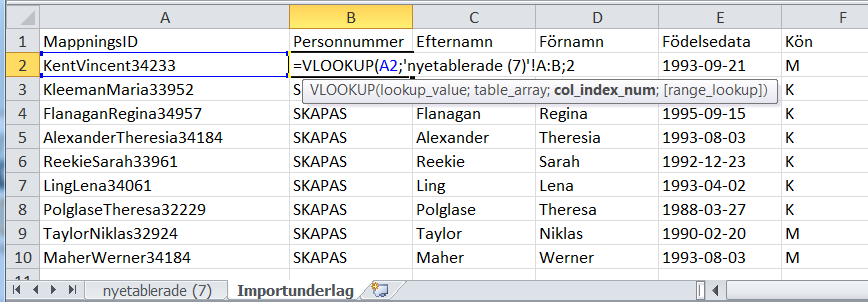 A B C D E F
1 MappningsID Personnummer Efternamn Förnamn Födelsedata Kön
2 KentVincent34233 =VLOOKUP(A2;'nyetablerade (7)'!A:B;2 1993-09-21 M
3 KleemanMaria33952 S VLOOKUP(lookup_value; table_array; col_index_num; [range_lookup]) K
4 FlanaganRegina34957 SKAPAS Flanagan Regina 1995-09-15 K
5 AlexanderTheresia34184 SKAPAS Alexander Theresia 1993-08-03 K
6 ReekieSarah33961 SKAPAS Reekie Sarah 1992-12-23 K
7 LingLena34061 SKAPAS Ling Lena 1993-04-02 K
8 PolglaseTheresa32229 SKAPAS Polglase Theresa 1988-03-27 K
9 TaylorNiklas32924 SKAPAS Taylor Niklas 1990-02-20 M
10 MaherWerner34184 SKAPAS Maher Werner 1993-08-03 M
nyetablerade (7) Importunderlag